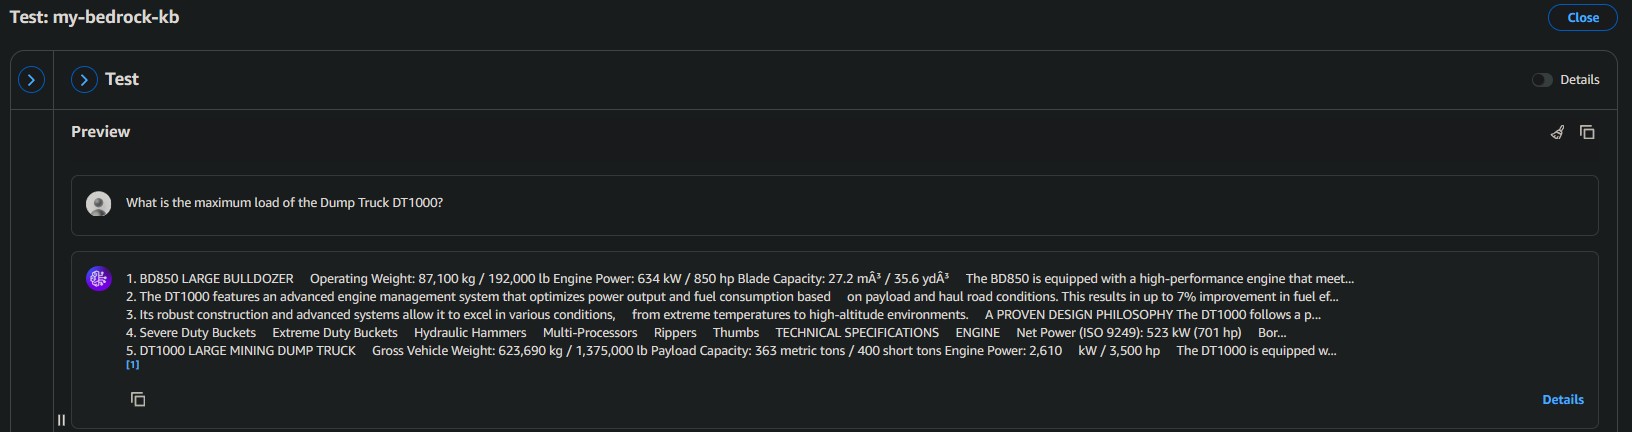 Test: my-bedrock-kb
Close
Test
Details
Preview
What is the maximum load of the Dump Truck DT1000?
1. BD850 LARGE BULLDOZER Operating Weight: 87,100 kg / 192,000 lb Engine Power: 634 kW / 850 hp Blade Capacity: 27.2 mÂ³ / 35.6 ydÂ³ The BD850 is equipped with a high-performance engine that meet...
2. The DT1000 features an advanced engine management system that optimizes power output and fuel consumption based on payload and haul road conditions. This results in up to 7% improvement in fuel ef...
3. Its robust construction and advanced systems allow it to excel in various conditions, from extreme temperatures to high-altitude environments. A PROVEN DESIGN PHILOSOPHY The DT1000 follows a p...
4. Severe Duty Buckets Extreme Duty Buckets Hydraulic Hammers Multi-Processors Rippers Thumbs TECHNICAL SPECIFICATIONS ENGINE Net Power (ISO 9249): 523 kW (701 hp) Bor...
5. DT1000 LARGE MINING DUMP TRUCK Gross Vehicle Weight: 623,690 kg / 1,375,000 lb Payload Capacity: 363 metric tons / 400 short tons Engine Power: 2,610 kW / 3,500 hp The DT1000 is equipped w...
[1]
Details